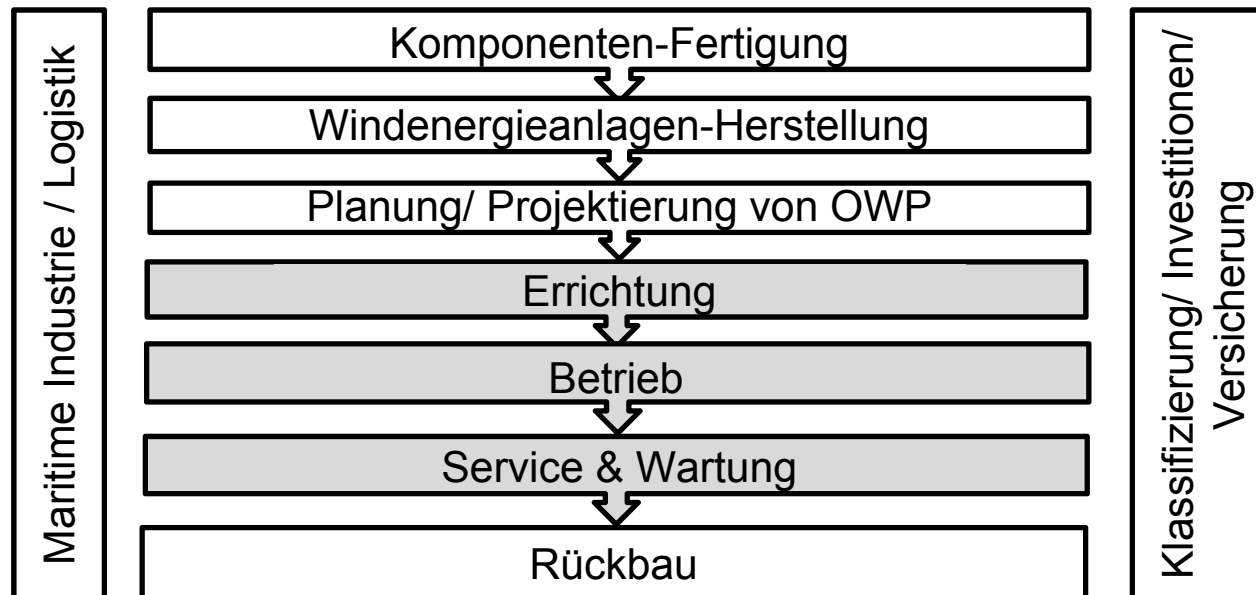 Maritime Industrie / Logistik
Komponenten-Fertigung
Windenergieanlagen-Herstellung
Planung/ Projektierung von OWP
Errichtung
Betrieb
Service & Wartung
Rückbau
Klassifizierung/ Investitionen/
Versicherung